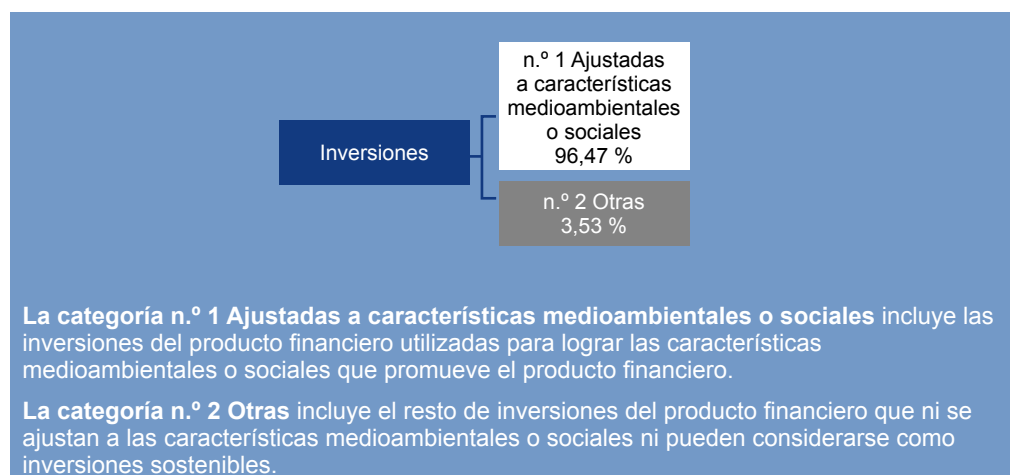 n.º 1 Ajustadas
a características
medioambientales
o sociales
96,47 %
Inversiones
n.º 2 Otras
3,53 %
La categoría n.º 1 Ajustadas a características medioambientales o sociales incluye las
inversiones del producto financiero utilizadas para lograr las características
medioambientales o sociales que promueve el producto financiero.
La categoría n.º 2 Otras incluye el resto de inversiones del producto financiero que ni se
ajustan a las características medioambientales o sociales ni pueden considerarse como
inversiones sostenibles.